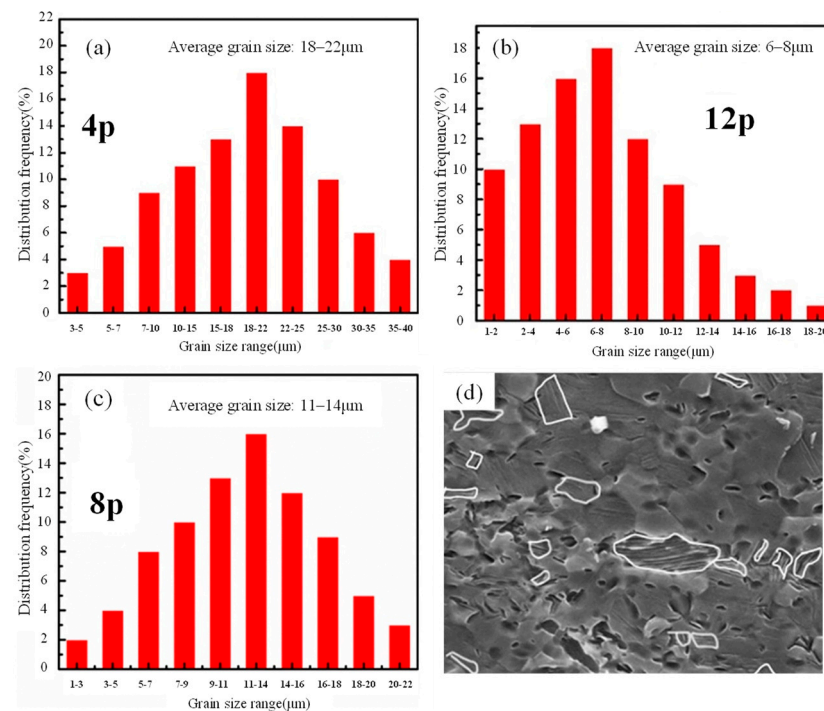 (a)
Average grain size: 18–22μm
4p
Distribution frequency(%)
22
20
18
16
14
12
10
8
6
4
2
0
3-5 5-7 7-10 10-15 15-18 18-22 22-25 25-30 30-35 35-40
Grain size range(μm)
(b)
Average grain size: 6–8μm
12p
Distribution frequency(%)
18
16
14
12
10
8
6
4
2
0
1-2 2-4 4-6 6-8 8-10 10-12 12-14 14-16 16-18 18-20
Grain size range(μm)
(c)
Average grain size: 11–14μm
8p
Distribution frequency(%)
20
18
16
14
12
10
8
6
4
2
0
1-3 3-5 5-7 7-9 9-11 11-14 14-16 16-18 18-20 20-22
Grain size range(μm)
(d)